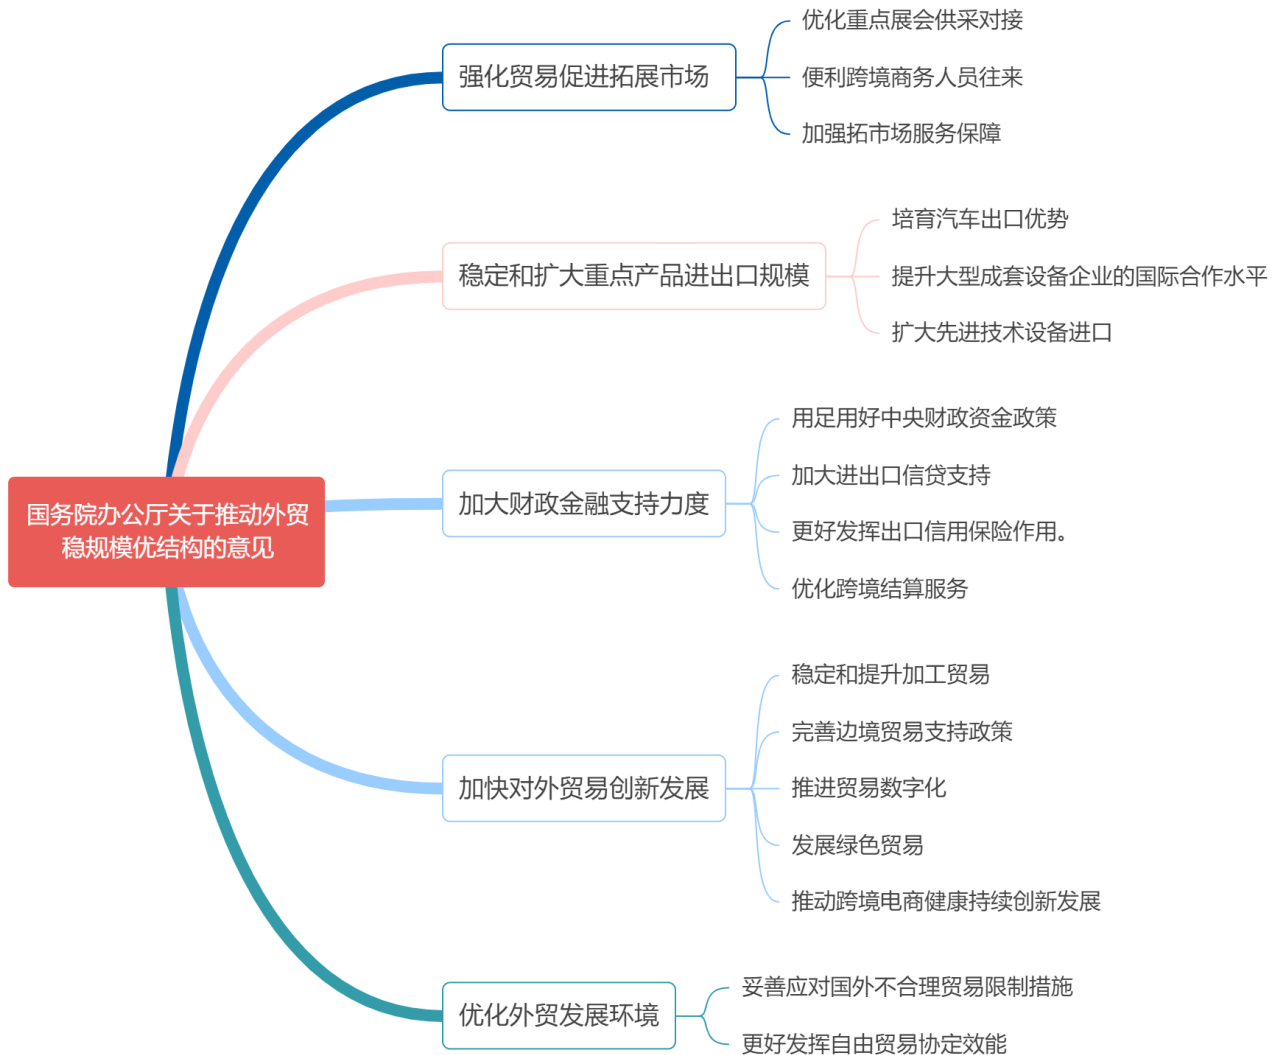 国务院办公厅关于推动外贸
稳规模优结构的意见
强化贸易促进拓展市场
优化重点展会供采对接
便利跨境商务人员往来
加强拓市场服务保障
稳定和扩大重点产品进出口规模
培育汽车出口优势
提升大型成套设备企业的国际合作水平
扩大先进技术设备进口
加大财政金融支持力度
用足用好中央财政资金政策
加大进出口信贷支持
更好发挥出口信用保险作用。
优化跨境结算服务
加快对外贸易创新发展
稳定和提升加工贸易
完善边境贸易支持政策
推进贸易数字化
发展绿色贸易
推动跨境电商健康持续创新发展
优化外贸发展环境
妥善应对国外不合理贸易限制措施
更好发挥自由贸易协定效能